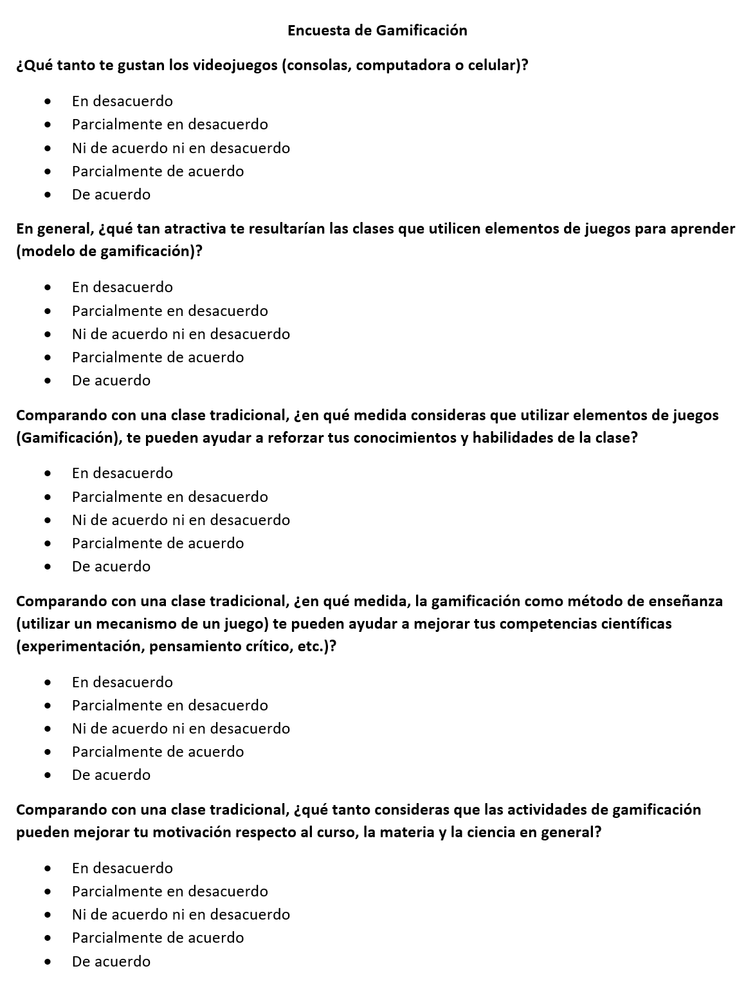 Encuesta de Gamificación
¿Qué tanto te gustan los videojuegos (consolas, computadora o celular)?
• En desacuerdo
• Parcialmente en desacuerdo
• Ni de acuerdo ni en desacuerdo
• Parcialmente de acuerdo
• De acuerdo
En general, ¿qué tan atractiva te resultarían las clases que utilicen elementos de juegos para aprender
(modelo de gamificación)?
• En desacuerdo
• Parcialmente en desacuerdo
• Ni de acuerdo ni en desacuerdo
• Parcialmente de acuerdo
• De acuerdo
Comparando con una clase tradicional, ¿en qué medida consideras que utilizar elementos de juegos
(Gamificación), te pueden ayudar a reforzar tus conocimientos y habilidades de la clase?
• En desacuerdo
• Parcialmente en desacuerdo
• Ni de acuerdo ni en desacuerdo
• Parcialmente de acuerdo
• De acuerdo
Comparando con una clase tradicional, ¿en qué medida, la gamificación como método de enseñanza
(utilizar un mecanismo de un juego) te pueden ayudar a mejorar tus competencias científicas
(experimentación, pensamiento crítico, etc.)?
• En desacuerdo
• Parcialmente en desacuerdo
• Ni de acuerdo ni en desacuerdo
• Parcialmente de acuerdo
• De acuerdo
Comparando con una clase tradicional, ¿qué tanto consideras que las actividades de gamificación
pueden mejorar tu motivación respecto al curso, la materia y la ciencia en general?
• En desacuerdo
• Parcialmente en desacuerdo
• Ni de acuerdo ni en desacuerdo
• Parcialmente de acuerdo
• De acuerdo